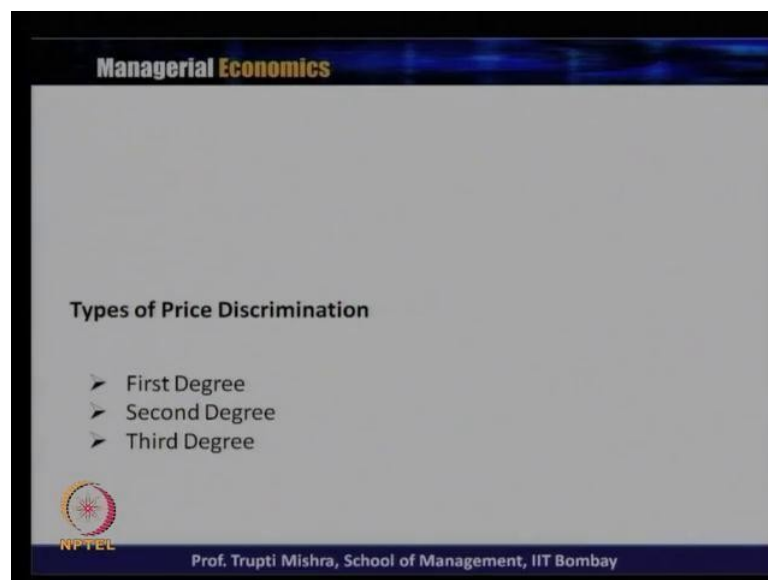 Managerial Economics
Types of Price Discrimination
➢ First Degree
➢ Second Degree
➢ Third Degree
NPTEL
Prof. Trupti Mishra, School of Management, IIT Bombay